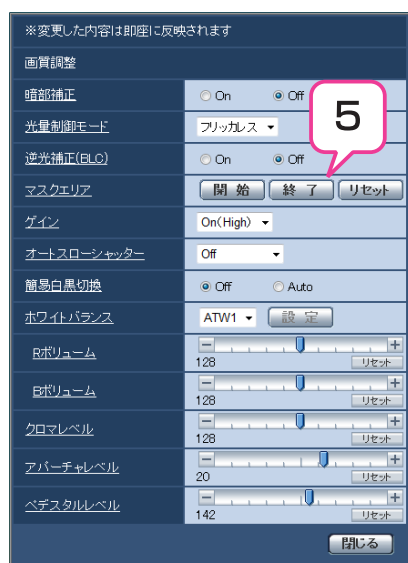 ※変更した内容は即座に反映されます
画質調整
暗部補正 On Off
5
光量制御モード フリッカレス
逆光補正(BLC) On Off
マスクエリア 開始 終了 リセット
ゲイン On(High)
オートスローシャッター Off
簡易白黒切換 Off Auto
ホワイトバランス ATW1 設定
Rボリューム 128 リセット
Bボリューム 128 リセット
クロマレベル 128 リセット
アパーチャレベル 20 リセット
ペデスタルレベル 142 リセット
閉じる